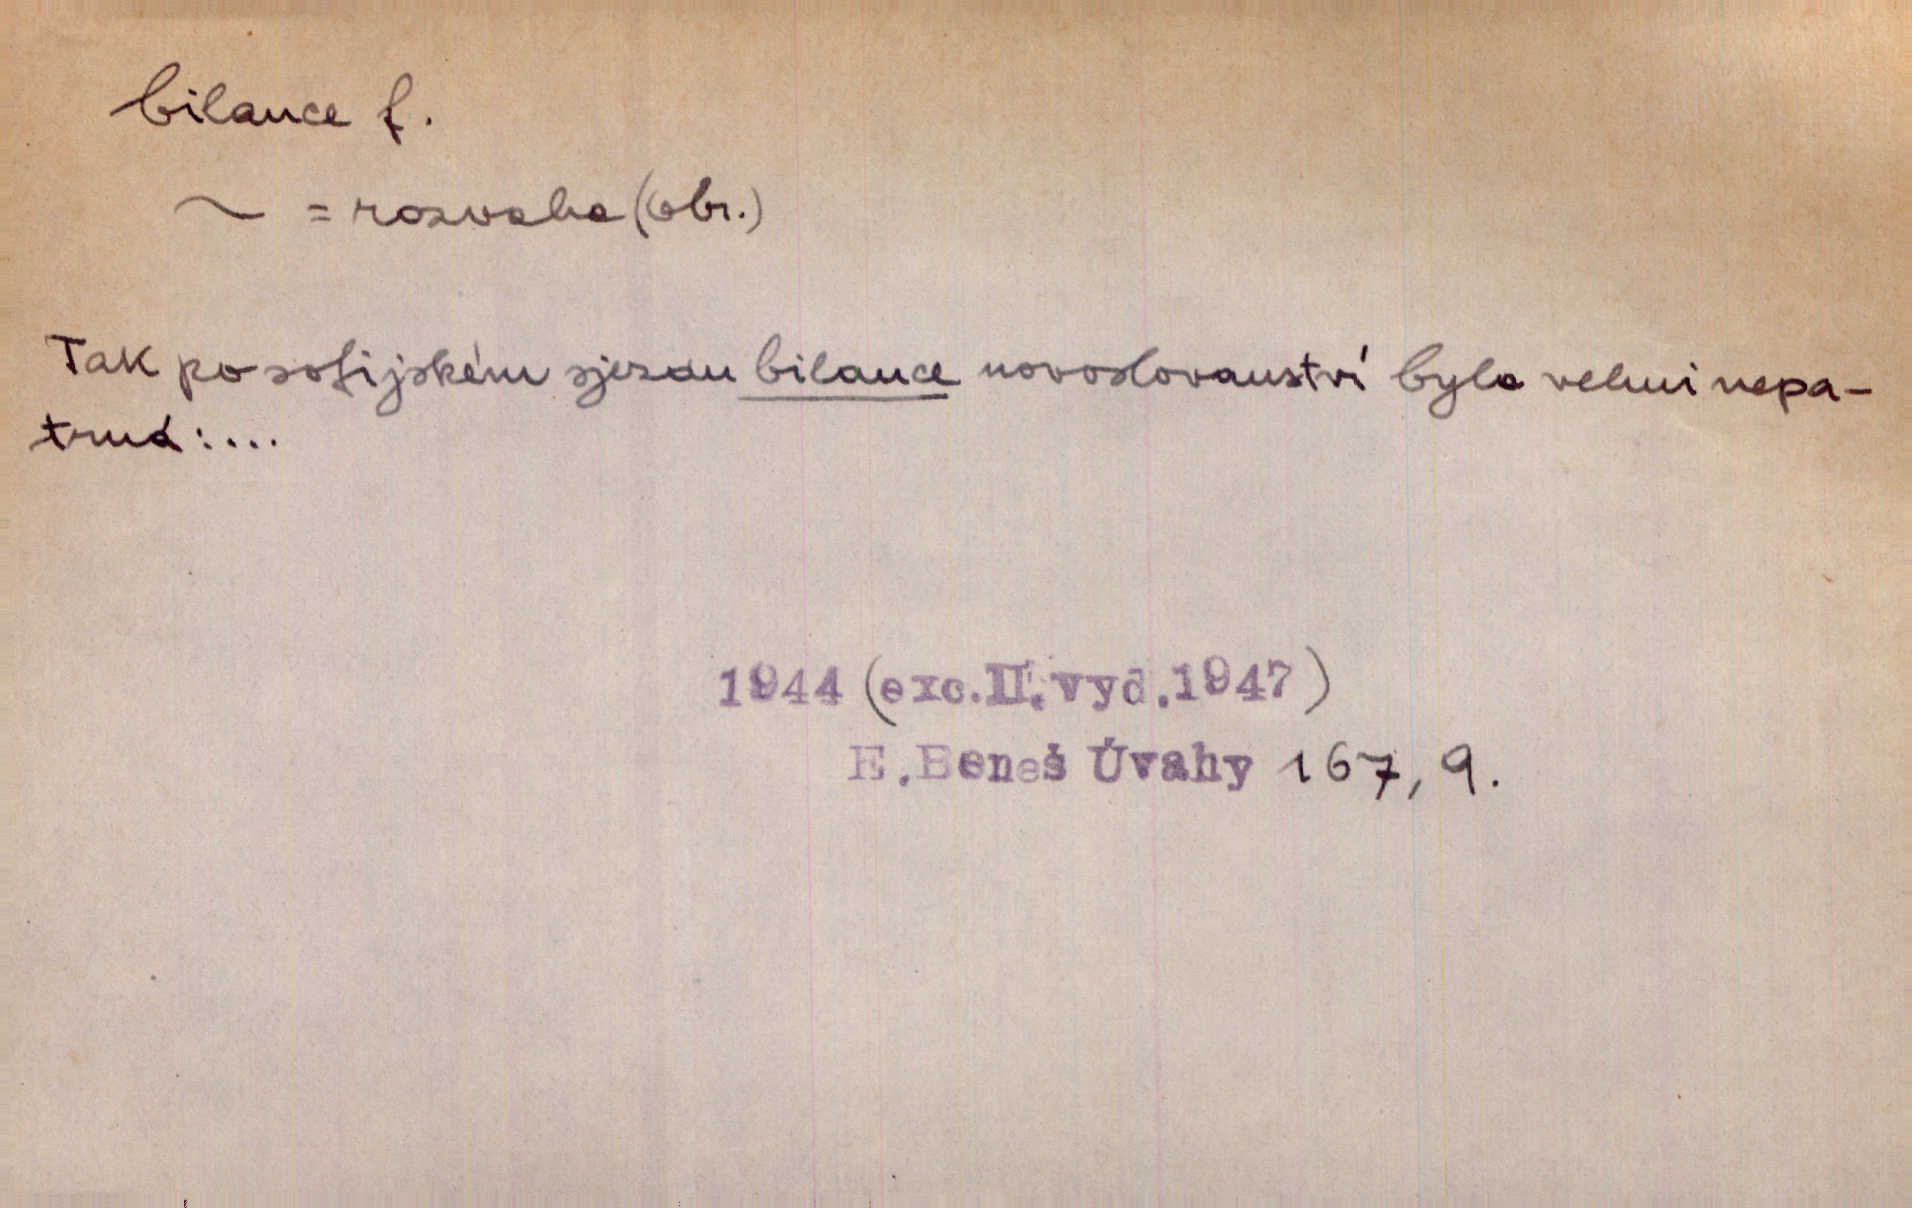 bilance f.
~ = rozvaha (obr.)
Tak po sofijském sjezdu bilance novoslovanství byla velmi nepa-
trná:...
1944 (exc.II.vyd.1947)
E.Beneš Úvahy 167, 9.